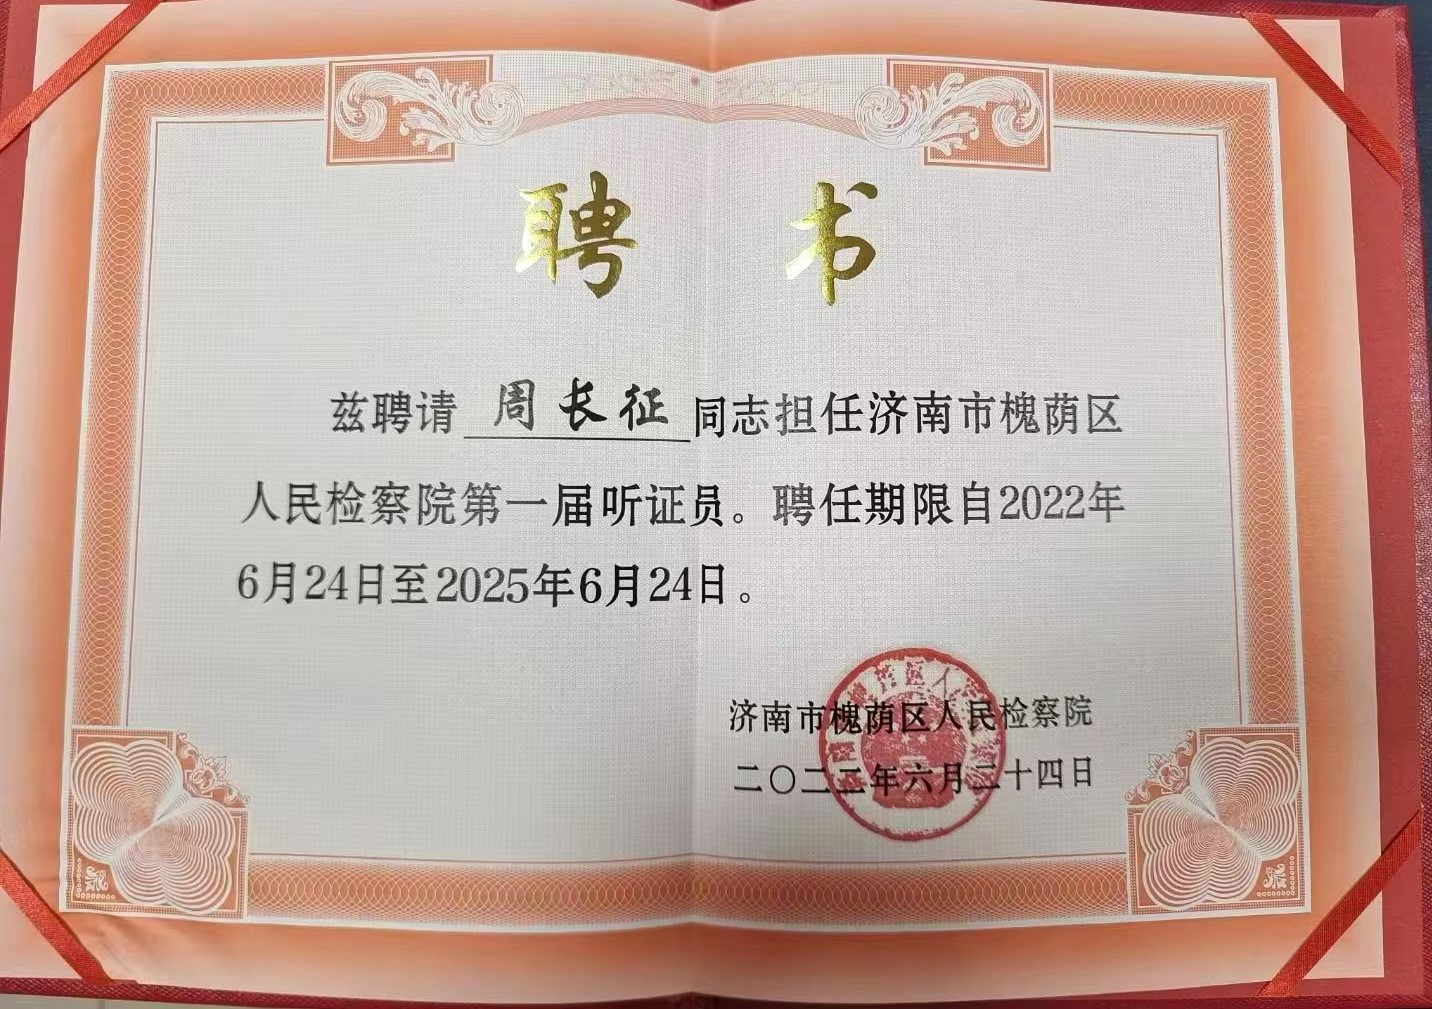 聘书
兹聘请 周长征 同志担任济南市槐荫区
人民检察院第一届听证员。聘任期限自2022年
6月24日至2025年6月24日。
济南市槐荫区人民检察院
二〇二二年六月二十四日